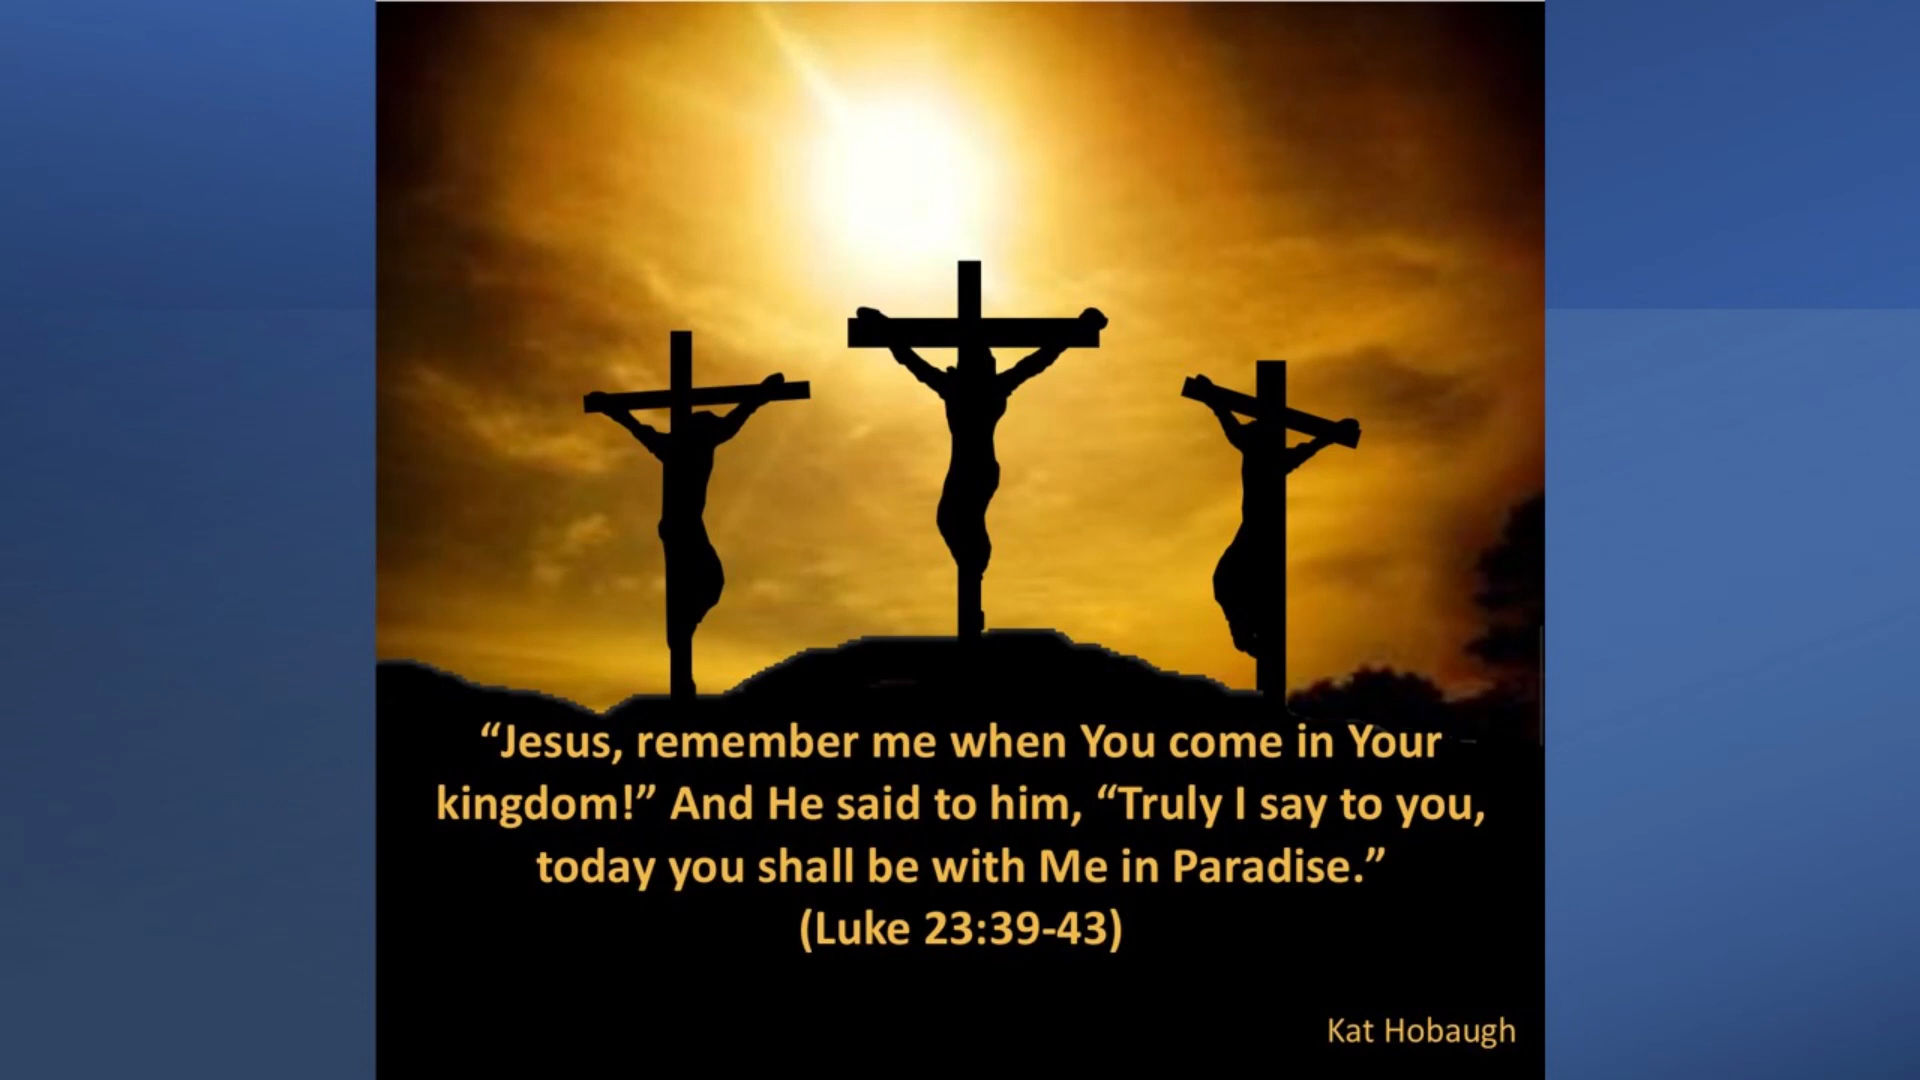 “Jesus, remember me when You come in Your
kingdom!” And He said to him, “Truly I say to you,
today you shall be with Me in Paradise.”
(Luke 23:39-43)
Kat Hobaugh